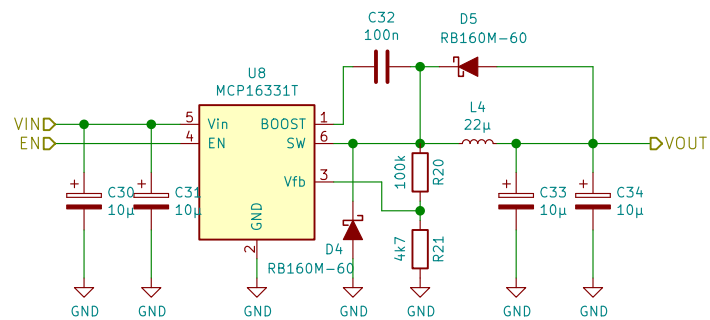 C32
100n
D5
RB160M-60
U8
MCP16331T
L4
22µ
VIN
5
Vin
BOOST
1
EN
4
EN
SW
6
VOUT
Vfb
3
100k
R20
C30
10µ
C31
10µ
C33
10µ
C34
10µ
GND
2
D4
RB160M-60
4k7
R21
GND
GND
GND
GND
GND
GND
GND